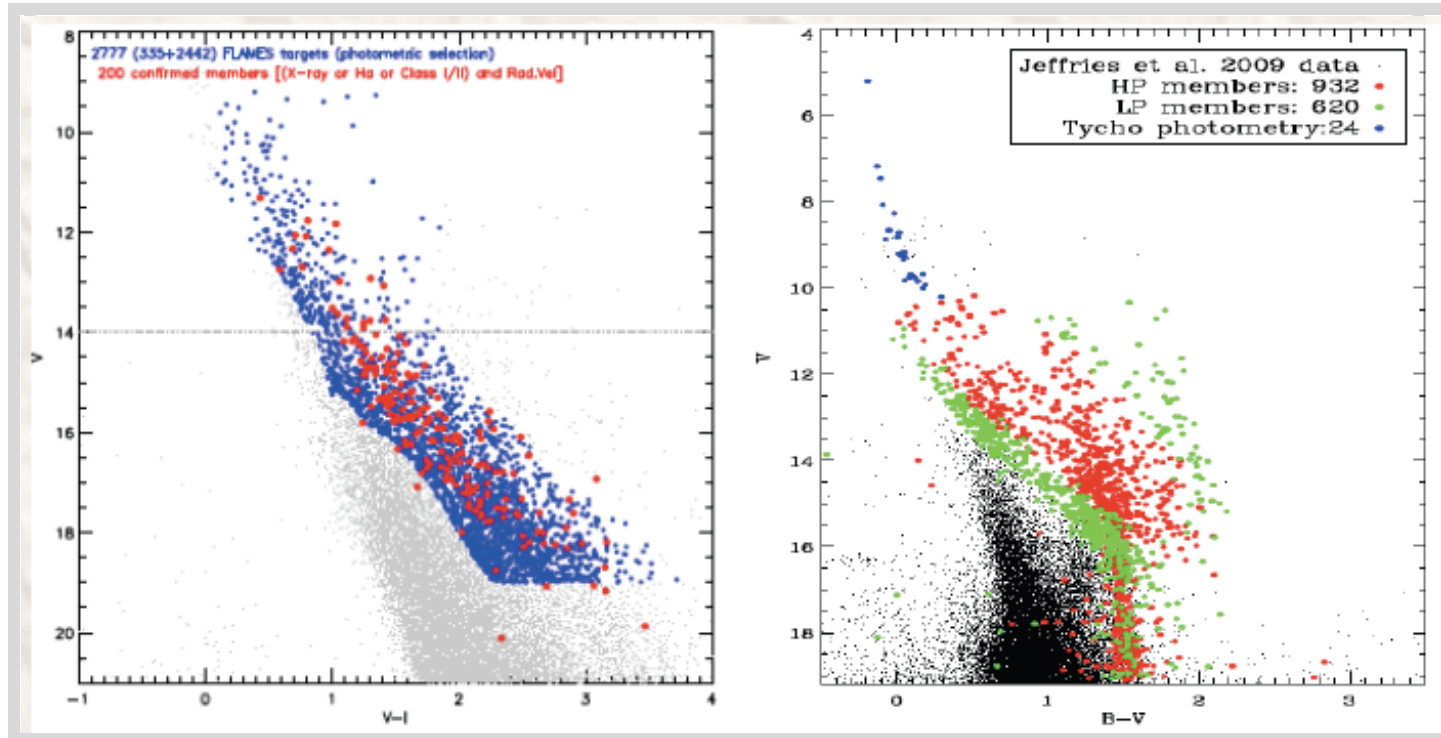 2777 (335+2442) FLAMES targets (photometric selection)
200 confirmed members [(X-ray or Ha or Class I/II) and Rad.Vel]
8
10
12
14
16
18
20
V
-1
0
1
2
3
4
V-I
Jeffries et al. 2009 data
HP members: 932
LP members: 620
Tycho photometry:24
4
6
8
10
12
14
16
18
V
0
1
2
3
B-V